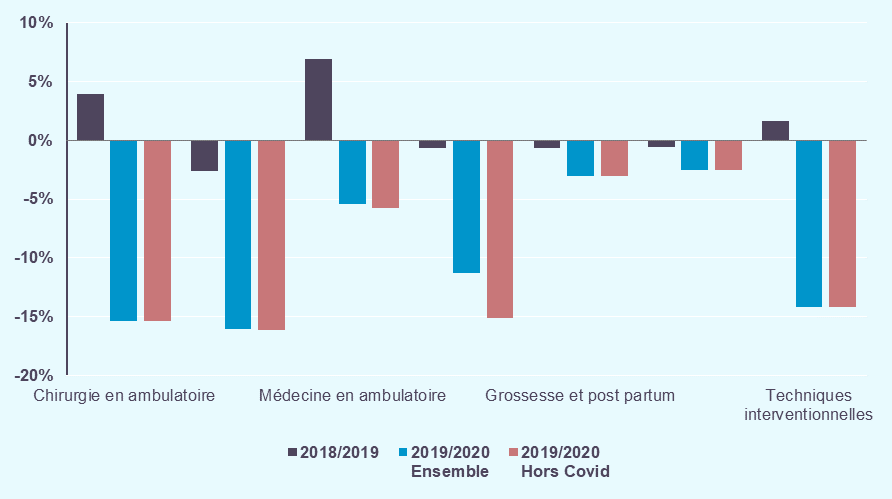 10%
5%
0%
-5%
-10%
-15%
-20%
Chirurgie en ambulatoire
Médecine en ambulatoire
Grossesse et post partum
Techniques
interventionnelles
2018/2019
2019/2020
Ensemble
2019/2020
Hors Covid